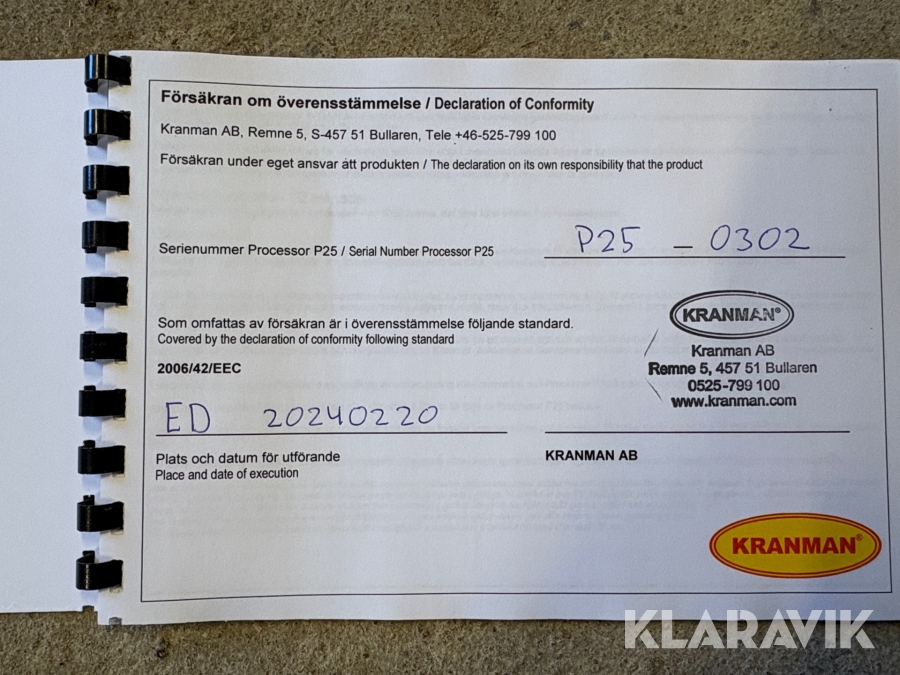 Försäkran om överensstämmelse / Declaration of Conformity
Kranman AB, Remne 5, S-457 51 Bullaren, Tele +46-525-799 100
Försäkran under eget ansvar att produkten / The declaration on its own responsibility that the product
Serienummer Processor P25 / Serial Number Processor P25
P25 - 0302
Som omfattas av försäkran är i överensstämmelse följande standard.
Covered by the declaration of conformity following standard
2006/42/EEC
KRANMAN®
Kranman AB
Remne 5, 457 51 Bullaren
0525-799 100
www.kranman.com
ED 20240220
Plats och datum för utförande
Place and date of execution
KRANMAN AB
KRANMAN®
KLARAVIK